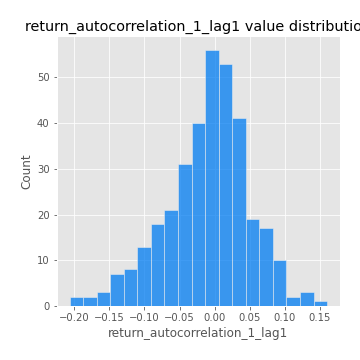 return_autocorrelation_1_lag1 value distributio
50
40
30
20
10
0
Count
−0.20 −0.15 −0.10 −0.05 0.00 0.05 0.10 0.15
return_autocorrelation_1_lag1